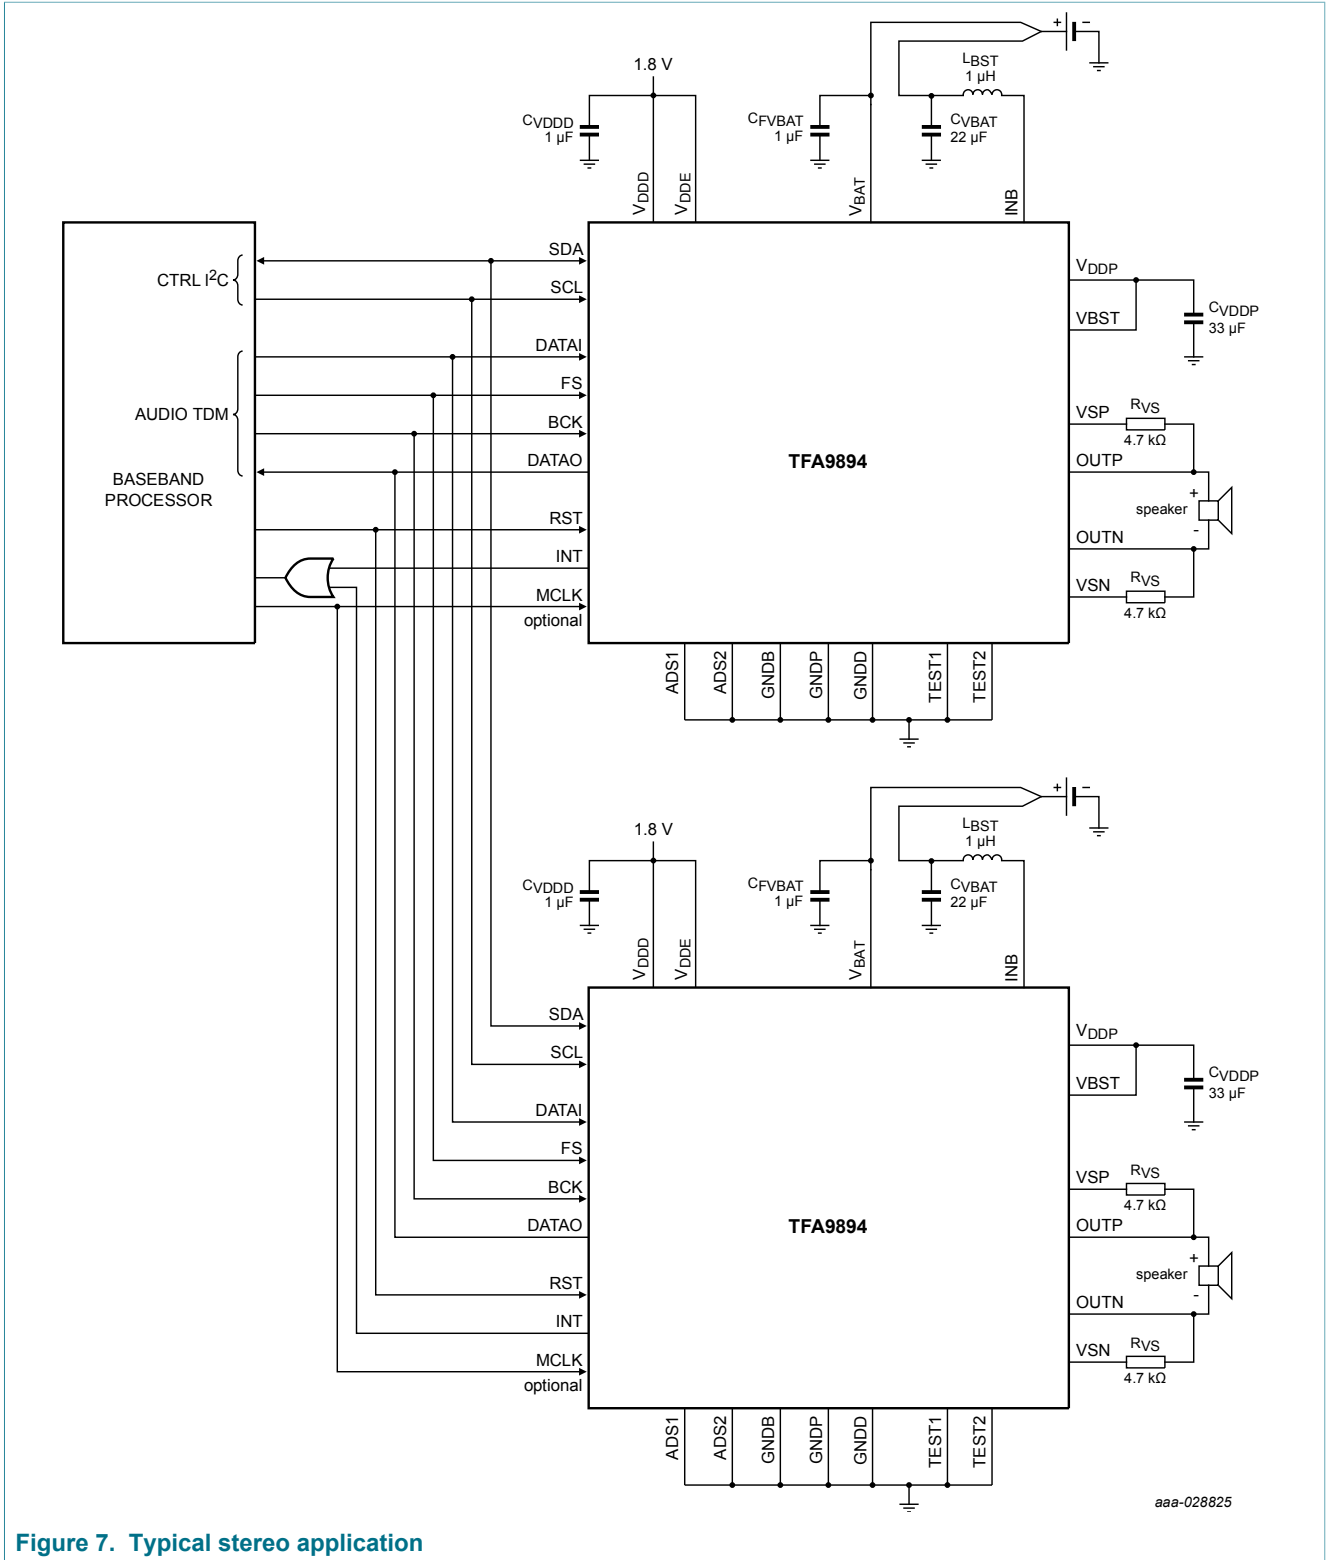 1.8 V
+ −
LBST
1 µH
CVDDD
1 µF
CFVBAT
1 µF
CVBAT
22 µF
VDDD
VDDE
VBAT
INB
CTRL I²C
AUDIO TDM
BASEBAND
PROCESSOR
SDA
SCL
DATAI
FS
BCK
DATAO
RST
INT
MCLK
optional
TFA9894
VDDP
VBST
CVDDP
33 µF
VSP
RVS
4.7 kΩ
OUTP
+
speaker
-
OUTN
VSN
RVS
4.7 kΩ
ADS1
ADS2
GNDB
GNDP
GNDD
TEST1
TEST2
1.8 V
+ −
LBST
1 µH
CVDDD
1 µF
CFVBAT
1 µF
CVBAT
22 µF
VDDD
VDDE
VBAT
INB
SDA
SCL
DATAI
FS
BCK
DATAO
RST
INT
MCLK
optional
TFA9894
VDDP
VBST
CVDDP
33 µF
VSP
RVS
4.7 kΩ
OUTP
+
speaker
-
OUTN
VSN
RVS
4.7 kΩ
ADS1
ADS2
GNDB
GNDP
GNDD
TEST1
TEST2
aaa-028825
Figure 7. Typical stereo application